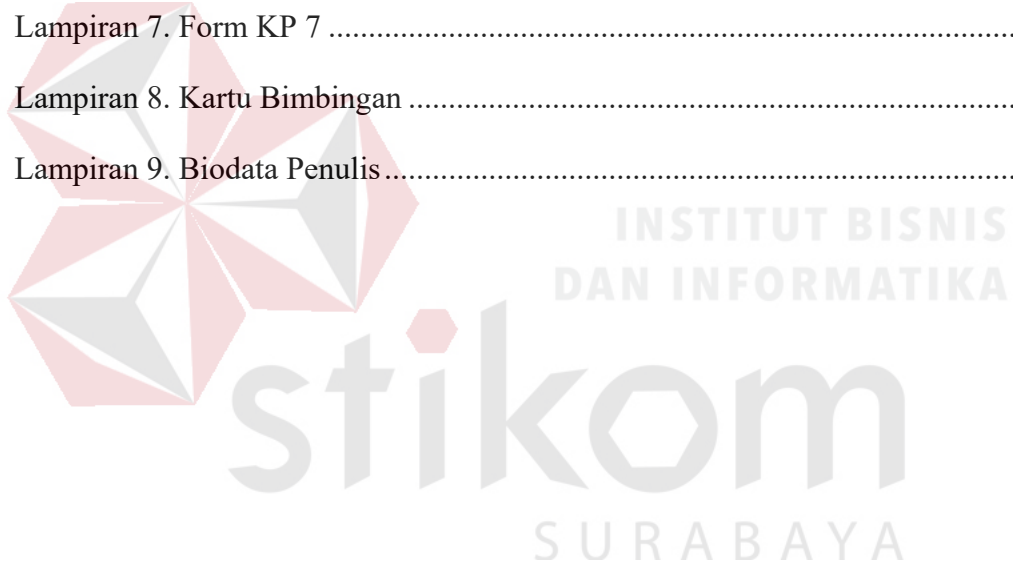 Lampiran 7. Form KP 7 ........................................................................................
Lampiran 8. Kartu Bimbingan ..............................................................................
Lampiran 9. Biodata Penulis .................................................................................
INSTITUT BISNIS
DAN INFORMATIKA
stikom
SURABAYA